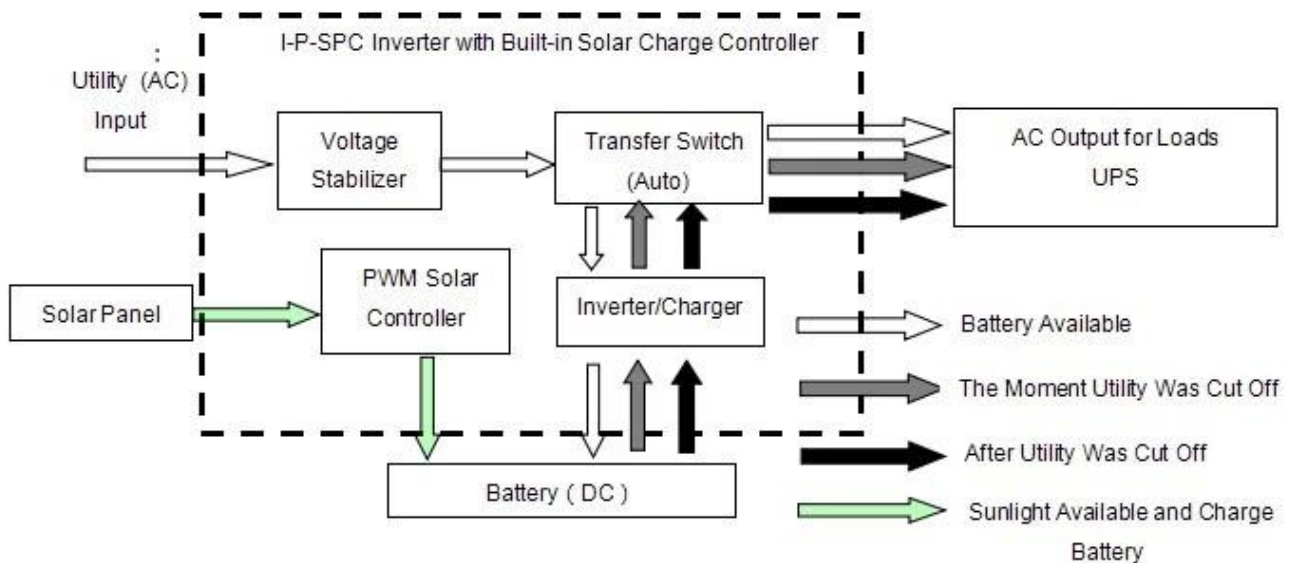 I-P-SPC Inverter with Built-in Solar Charge Controller
:
Utility (AC)
Input
Voltage
Stabilizer
Transfer Switch
(Auto)
AC Output for Loads
UPS
Solar Panel
PWM Solar
Controller
Inverter/Charger
Battery ( DC )
Battery Available
The Moment Utility Was Cut Off
After Utility Was Cut Off
Sunlight Available and Charge
Battery